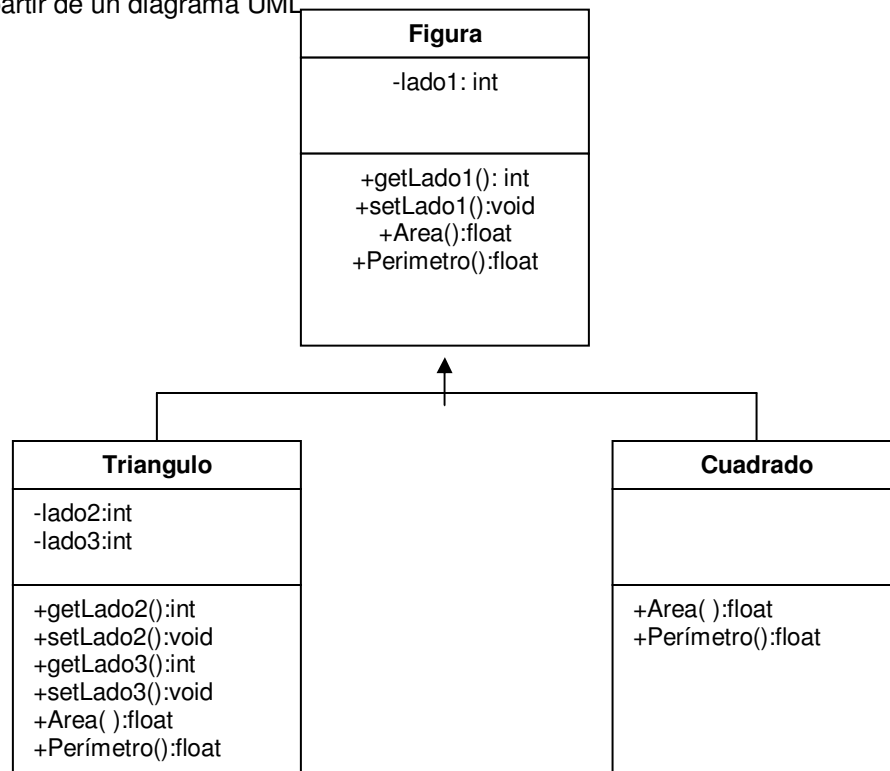 partir de un diagrama UML
Figura
-lado1: int
+getLado1(): int
+setLado1():void
+Area():float
+Perimetro():float
Triangulo
-lado2:int
-lado3:int
+getLado2():int
+setLado2():void
+getLado3():int
+setLado3():void
+Area( ):float
+Perímetro():float
Cuadrado
+Area( ):float
+Perímetro():float